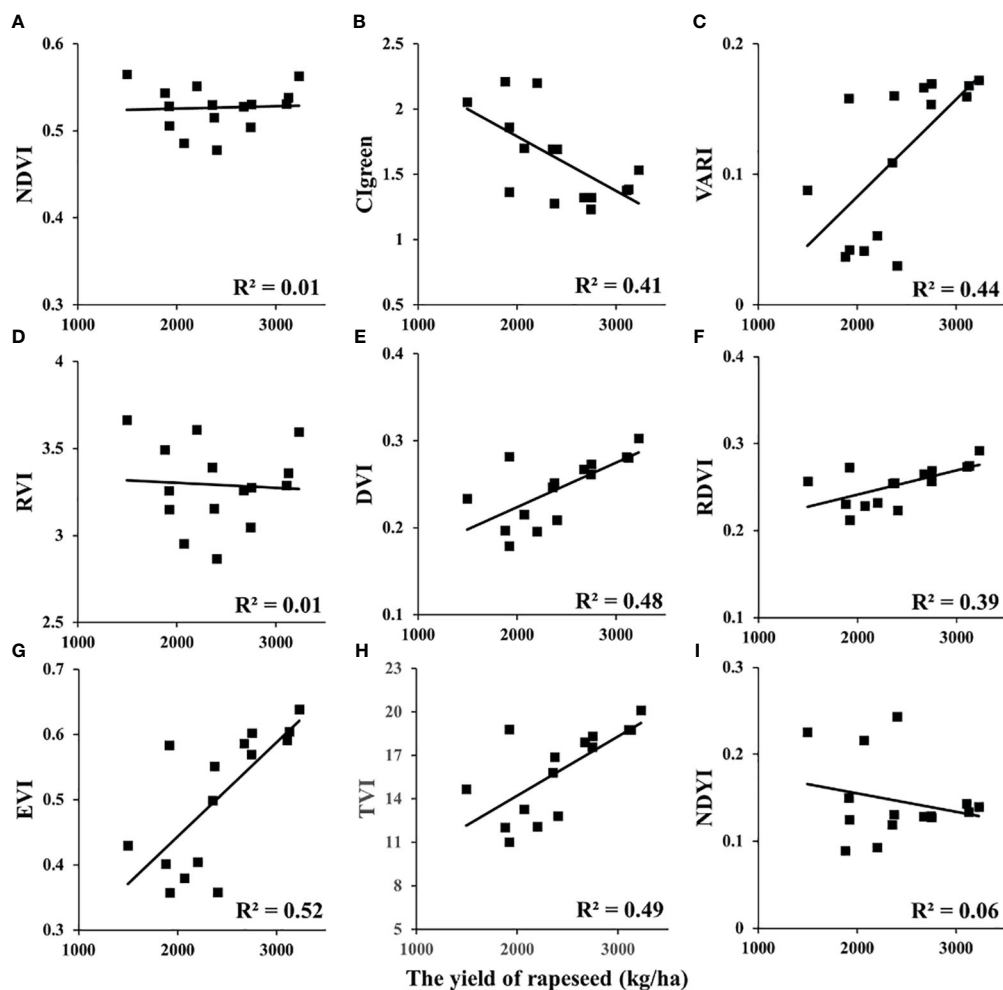 A
B
C
0.6
0.5
0.4
0.3
NDVI
R² = 0.01
1000
2000
3000
2.5
2
1.5
1
0.5
CIgreen
R² = 0.41
1000
2000
3000
0.2
0.1
0
VARI
R² = 0.44
1000
2000
3000
D
E
F
4
3.5
3
2.5
RVI
R² = 0.01
1000
2000
3000
0.4
0.3
0.2
0.1
DVI
R² = 0.48
1000
2000
3000
0.4
0.3
0.2
0.1
RDVI
R² = 0.39
1000
2000
3000
G
H
I
0.7
0.6
0.5
0.4
0.3
EVI
R² = 0.52
1000
2000
3000
23
20
17
14
11
8
5
TVI
R² = 0.49
1000
2000
3000
0.3
0.2
0.1
0
NDYI
R² = 0.06
1000
2000
3000
The yield of rapeseed (kg/ha)